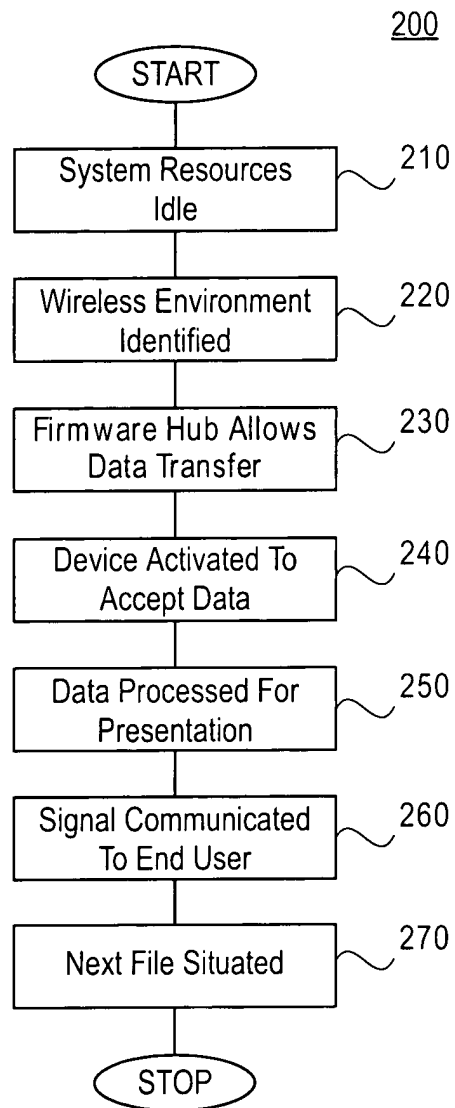 200
START
System Resources
Idle
210
Wireless Environment
Identified
220
Firmware Hub Allows
Data Transfer
230
Device Activated To
Accept Data
240
Data Processed For
Presentation
250
Signal Communicated
To End User
260
Next File Situated
270
STOP